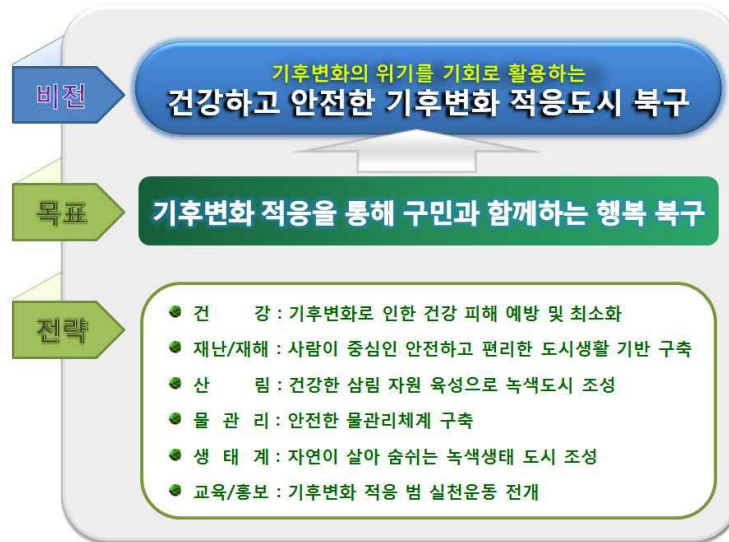 비전
기후변화의 위기를 기회로 활용하는
건강하고 안전한 기후변화 적응도시 북구
목표
기후변화 적응을 통해 구민과 함께하는 행복 북구
전략
건 강 : 기후변화로 인한 건강 피해 예방 및 최소화
재난/재해 : 사람이 중심인 안전하고 편리한 도시생활 기반 구축
산 림 : 건강한 삼림 자원 육성으로 녹색도시 조성
물 관 리 : 안전한 물관리체계 구축
생 태 계 : 자연이 살아 숨쉬는 녹색생태 도시 조성
교육/홍보 : 기후변화 적응 범 실천운동 전개